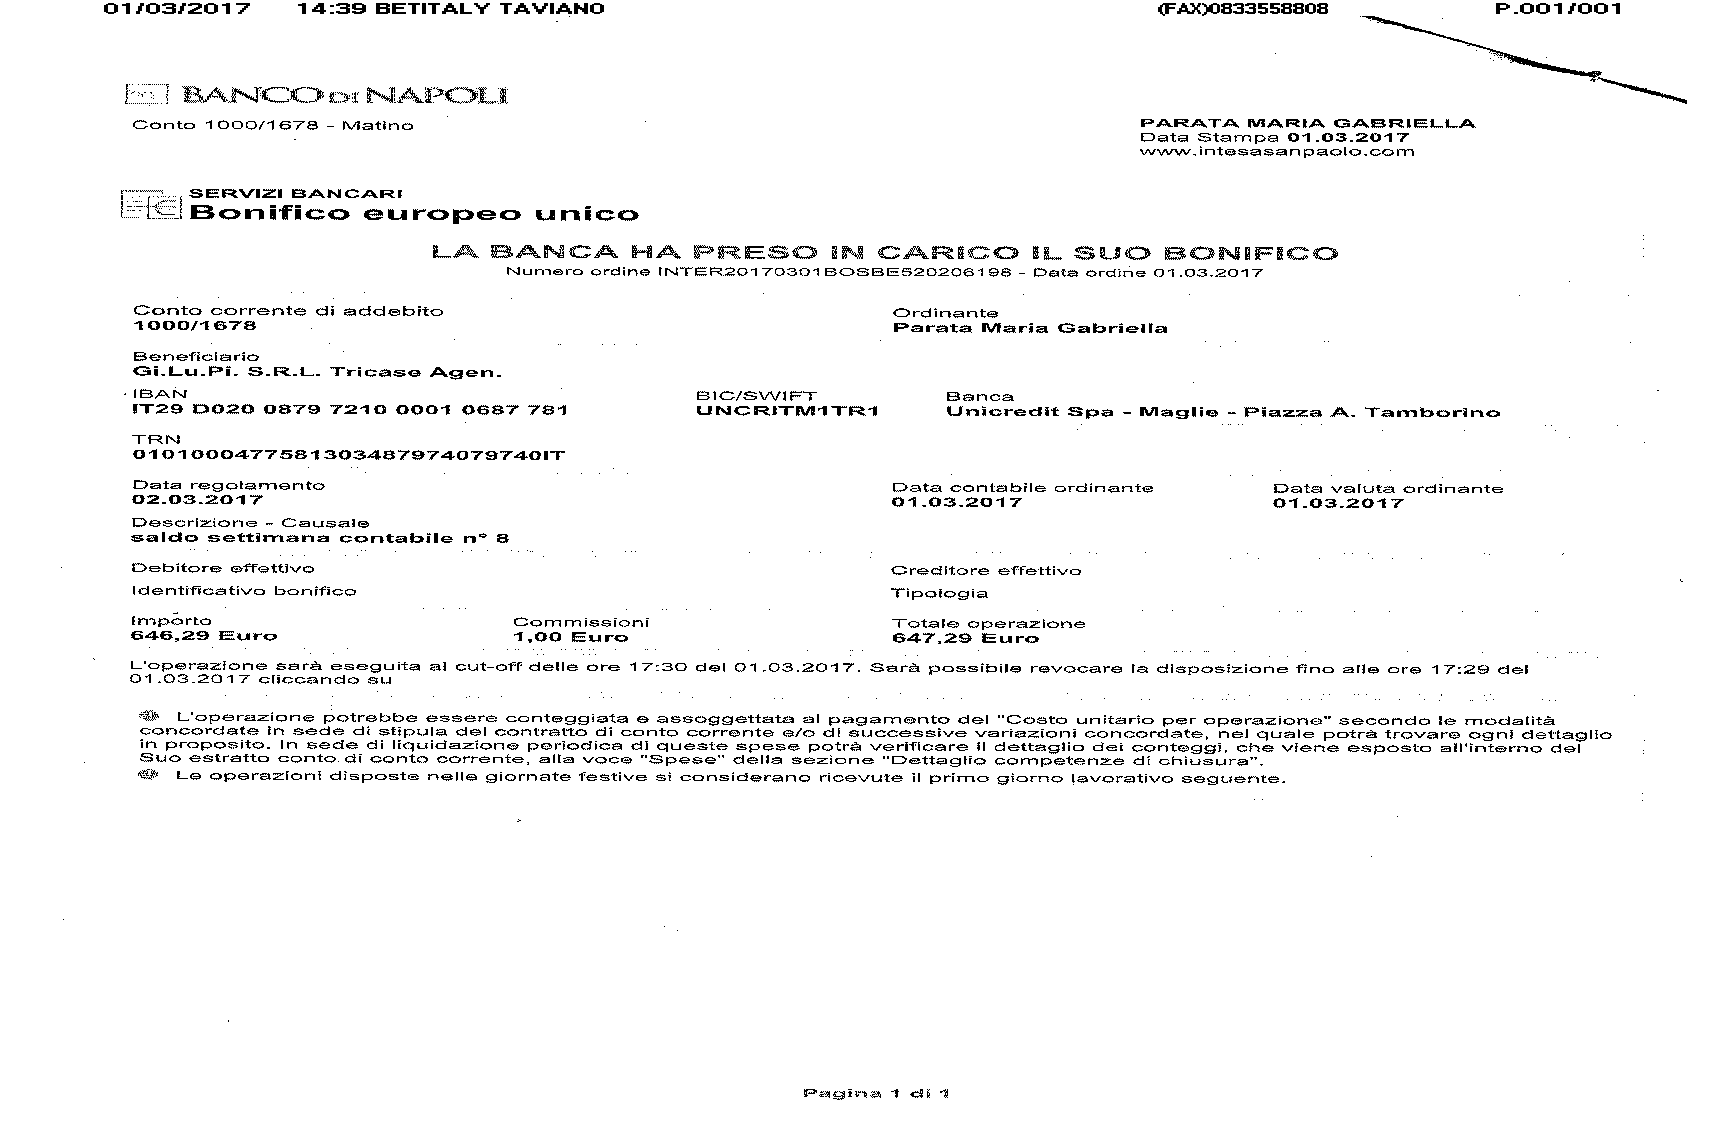 01/03/2017 14:39 BETITALY TAVIANO (FAX)0833558808 P.001/001
BANCO DI NAPOLI
Conto 1000/1678 - Matino
PARATA MARIA GABRIELLA
Data Stampa 01.03.2017
www.intesasanpaolo.com
SERVIZI BANCARI
Bonifico europeo unico
LA BANCA HA PRESO IN CARICO IL SUO BONIFICO
Numero ordine INTER20170301BOSBE520206198 - Data ordine 01.03.2017
Conto corrente di addebito Ordinante
1000/1678 Parata Maria Gabriella
Beneficiario
Gi.Lu.Pi. S.R.L. Tricase Agen.
IBAN BIC/SWIFT Banca
IT29 D020 0879 7210 0001 0687 781 UNCRITM1TR1 Unicredit Spa - Maglie - Piazza A. Tamborino
TRN
0101000477581303487974079740IT
Data regolamento Data contabile ordinante Data valuta ordinante
02.03.2017 01.03.2017 01.03.2017
Descrizione - Causale
saldo settimana contabile n° 8
Debitore effettivo Creditore effettivo
Identificativo bonifico Tipologia
Importo Commissioni Totale operazione
646,29 Euro 1,00 Euro 647,29 Euro
L'operazione sarà eseguita al cut-off delle ore 17:30 del 01.03.2017. Sarà possibile revocare la disposizione fino alle ore 17:29 del
01.03.2017 cliccando su
L'operazione potrebbe essere conteggiata e assoggettata al pagamento del "Costo unitario per operazione" secondo le modalità
concordate in sede di stipula del contratto di conto corrente e/o di successive variazioni concordate, nel quale potrà trovare ogni dettaglio
in proposito. In sede di liquidazione periodica di queste spese potrà verificare il dettaglio dei conteggi, che viene esposto all'interno del
Suo estratto conto di conto corrente, alla voce "Spese" della sezione "Dettaglio competenze di chiusura".
Le operazioni disposte nelle giornate festive si considerano ricevute il primo giorno lavorativo seguente.
Pagina 1 di 1